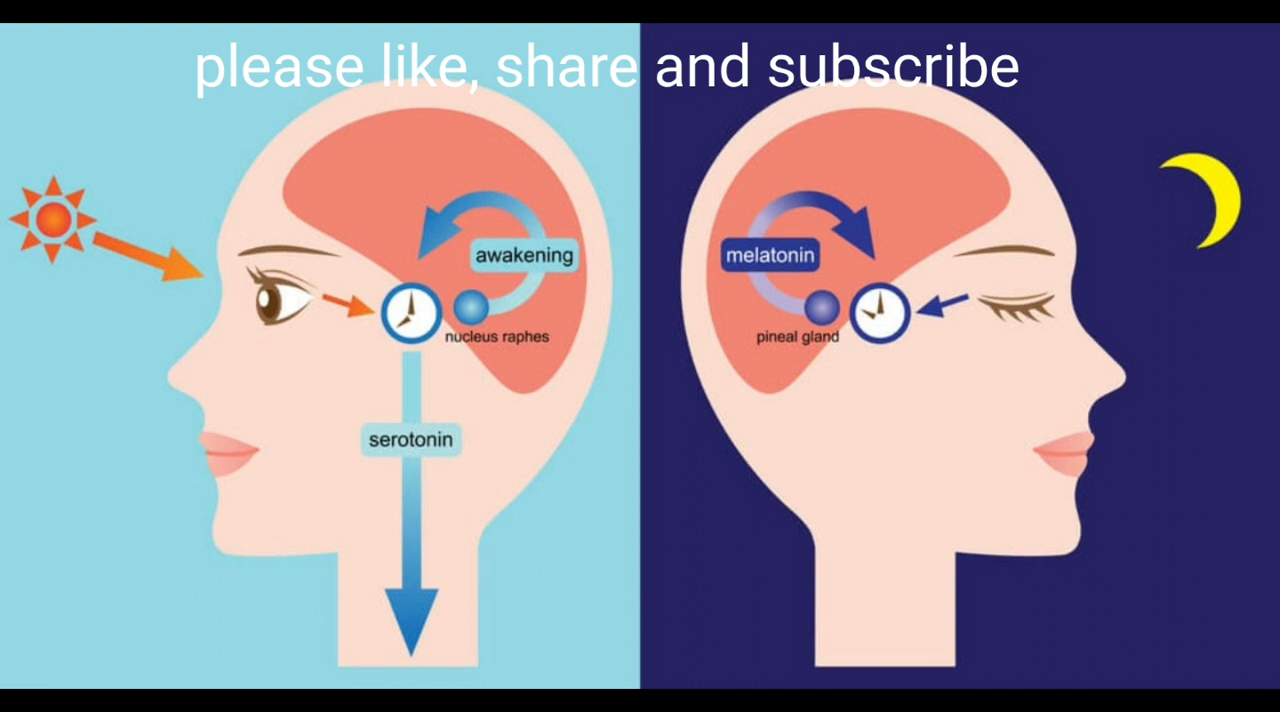 please like, share and subscribe
awakening
nucleus raphes
serotonin
melatonin
pineal gland